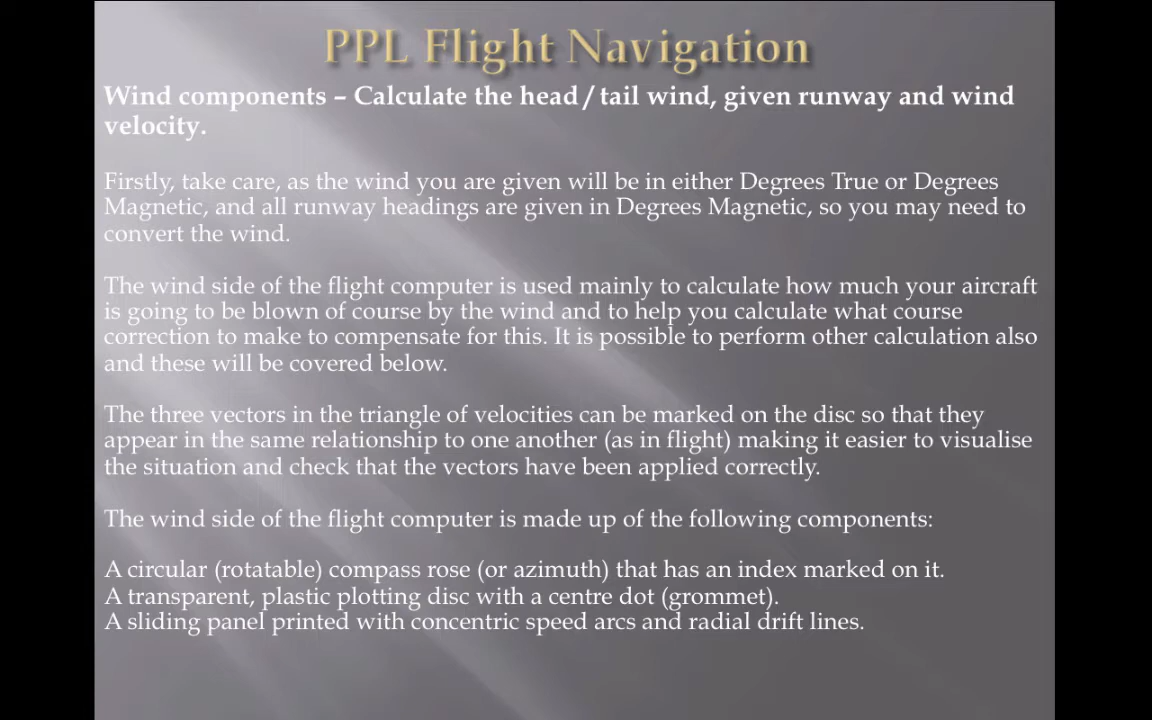 PPL Flight Navigation
Wind components – Calculate the head / tail wind, given runway and wind
velocity.
Firstly, take care, as the wind you are given will be in either Degrees True or Degrees
Magnetic, and all runway headings are given in Degrees Magnetic, so you may need to
convert the wind.
The wind side of the flight computer is used mainly to calculate how much your aircraft
is going to be blown of course by the wind and to help you calculate what course
correction to make to compensate for this. It is possible to perform other calculation also
and these will be covered below.
The three vectors in the triangle of velocities can be marked on the disc so that they
appear in the same relationship to one another (as in flight) making it easier to visualise
the situation and check that the vectors have been applied correctly.
The wind side of the flight computer is made up of the following components:
A circular (rotatable) compass rose (or azimuth) that has an index marked on it.
A transparent, plastic plotting disc with a centre dot (grommet).
A sliding panel printed with concentric speed arcs and radial drift lines.